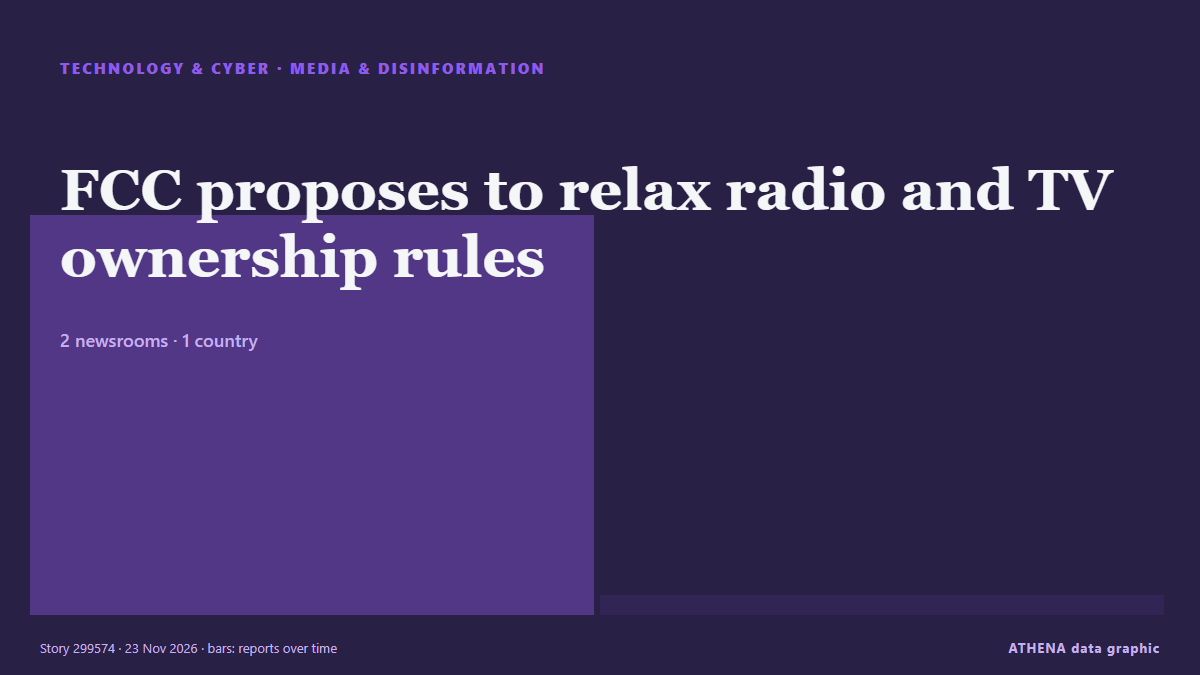 TECHNOLOGY & CYBER · MEDIA & DISINFORMATION
FCC proposes to relax radio and TV
ownership rules
2 newsrooms · 1 country
Story 299574 · 23 Nov 2026 · bars: reports over time
ATHENA data graphic